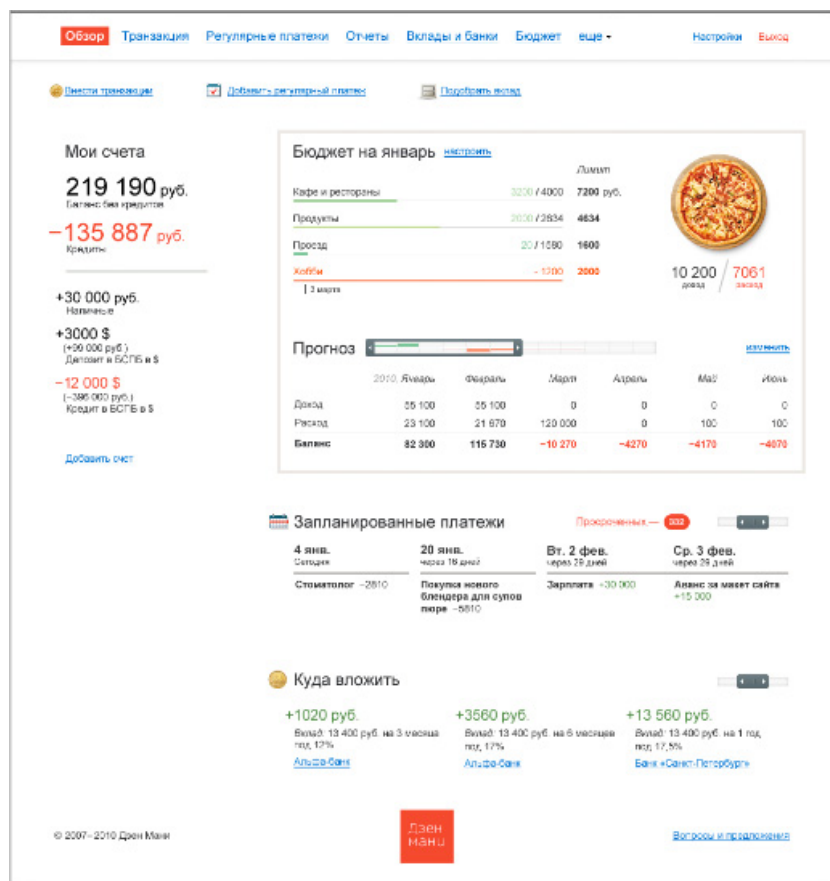 Обзор Транзакция Регулярные платежи Отчеты Вклады и банки Бюджет еще Настройки Выход
Внести транзакции Добавить регулярный платеж Подобрать вклад
Мои счета
219 190 руб.
Баланс без кредитов
−135 887 руб.
Кредиты
+30 000 руб.
Наличные
+3000 $
(+99 000 руб.)
Депозит в БСПБ в $
−12 000 $
(−396 000 руб.)
Кредит в БСПБ в $
Добавить счет
Бюджет на январь настроить
Лимит
Кафе и рестораны 3200 / 4000 7200 руб.
Продукты 2000 / 2634 4634
Проезд 20 / 1580 1600
Хобби - 1200 2000
3 марта
10 200 / 7061
доход расход
Прогноз изменить
2010, Январь Февраль Март Апрель Май Июнь
Доход 55 100 55 100 0 0 0 0
Расход 23 100 21 670 120 000 0 100 100
Баланс 82 300 115 730 −10 270 −4270 −4170 −4070
Запланированные платежи Просроченных — 332
4 янв. 20 янв. Вт. 2 фев. Ср. 3 фев.
Сегодня через 16 дней через 29 дней через 29 дней
Стоматолог −2810 Покупка нового Зарплата +30 000 Аванс за макет сайта
блендера для супов +15 000
пюре −5810
Куда вложить
+1020 руб. +3560 руб. +13 560 руб.
Вклад: 13 400 руб. на 3 месяца Вклад: 13 400 руб. на 6 месяцев Вклад: 13 400 руб. на 1 год
под 12% под 17% под 17,5%
Альфа-банк Альфа-банк Банк «Санкт-Петербург»
© 2007–2010 Дзен Мани Дзен Вопросы и предложения
мани